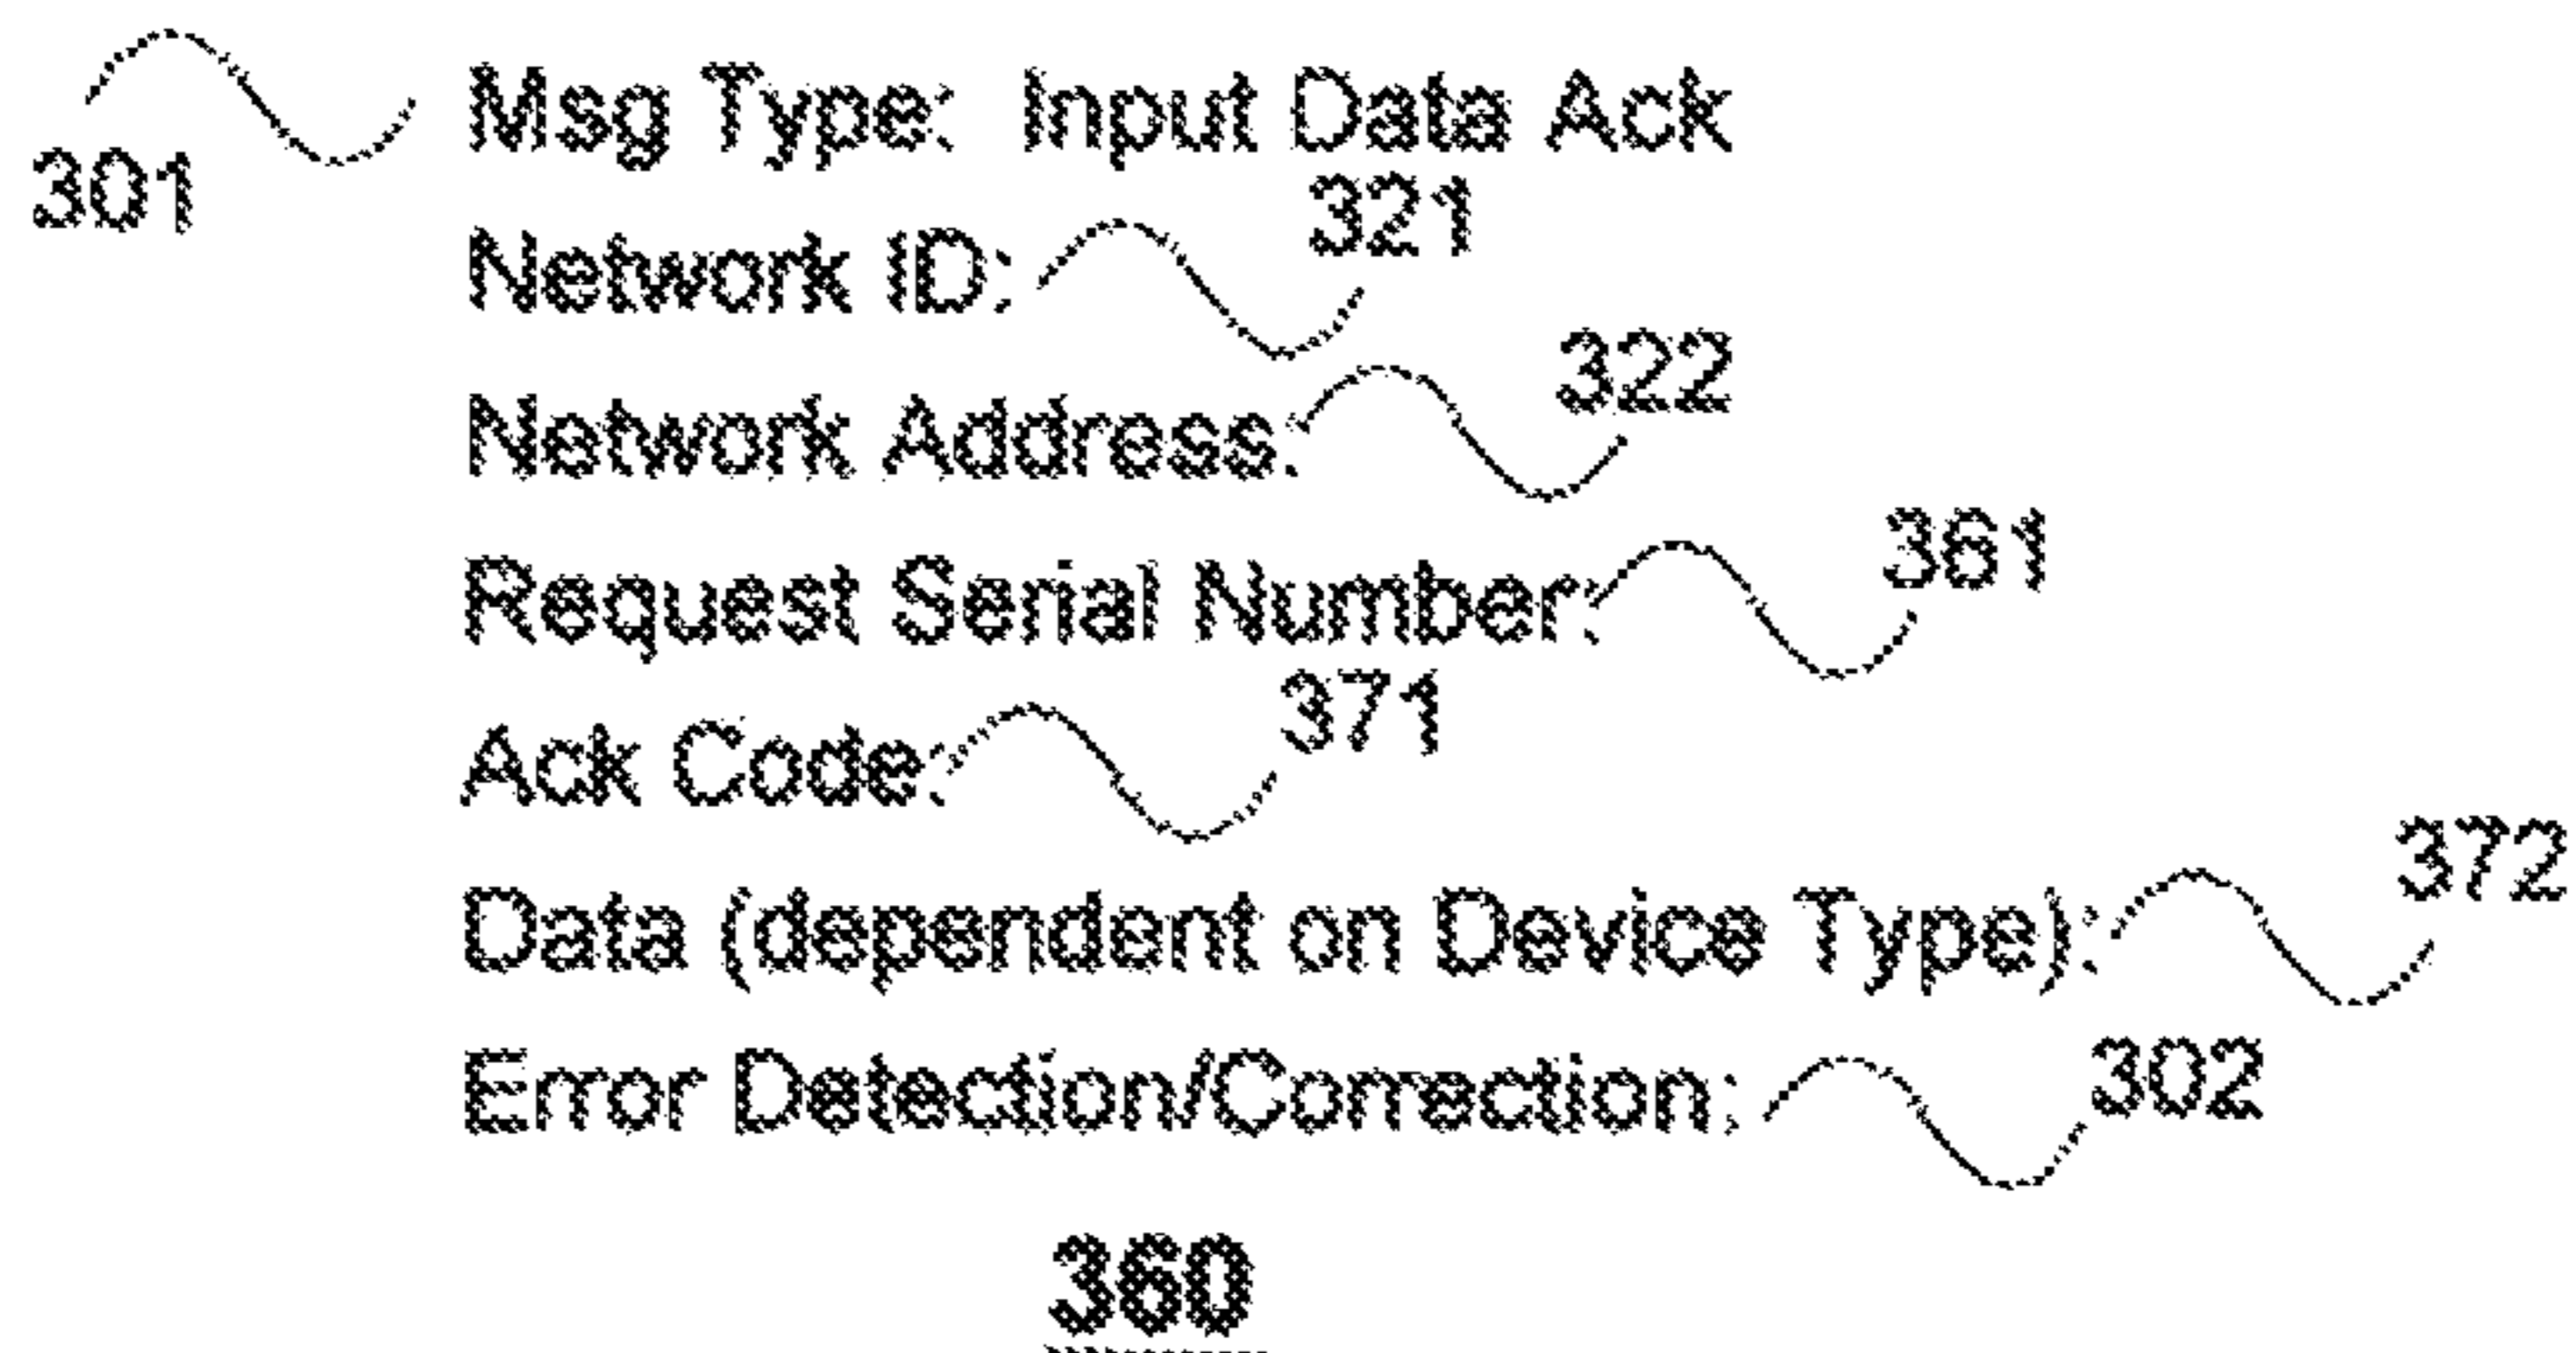 Msg Type: Input Data Ack
301
321
Network ID:
322
Network Address:
361
Request Serial Number:
371
Ack Code:
372
Data (dependent on Device Type):
302
Error Detection/Correction:
360